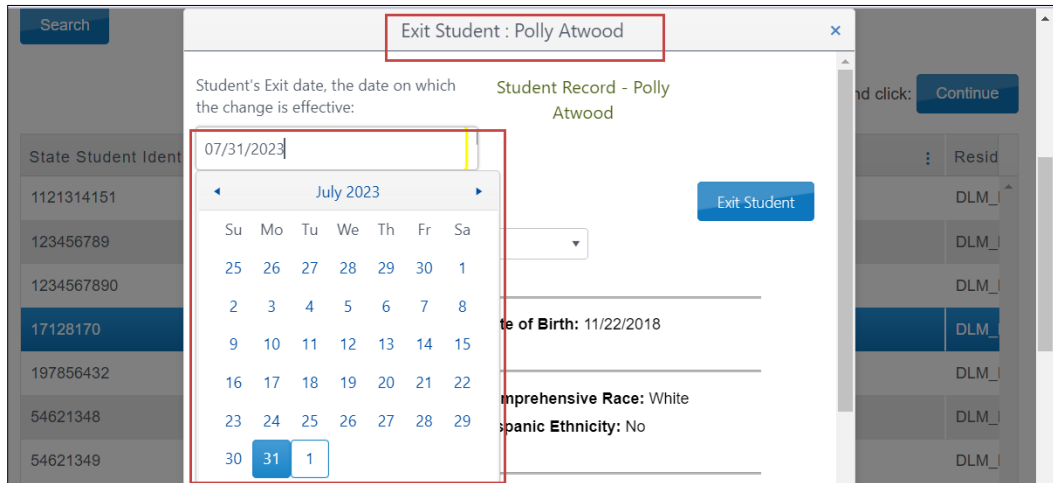 Search
Exit Student : Polly Atwood
×
Student's Exit date, the date on which
the change is effective:
Student Record - Polly
Atwood
nd click:
Continue
07/31/2023
State Student Ident
Resid
July 2023
Exit Student
Su Mo Tu We Th Fr Sa
25 26 27 28 29 30 1
2 3 4 5 6 7 8
9 10 11 12 13 14 15
16 17 18 19 20 21 22
23 24 25 26 27 28 29
30 31 1
1121314151
DLM_
123456789
DLM_
1234567890
DLM_
17128170
te of Birth: 11/22/2018
DLM_
197856432
DLM_
mprehensive Race: White
54621348
spanic Ethnicity: No
DLM_
54621349
DLM_